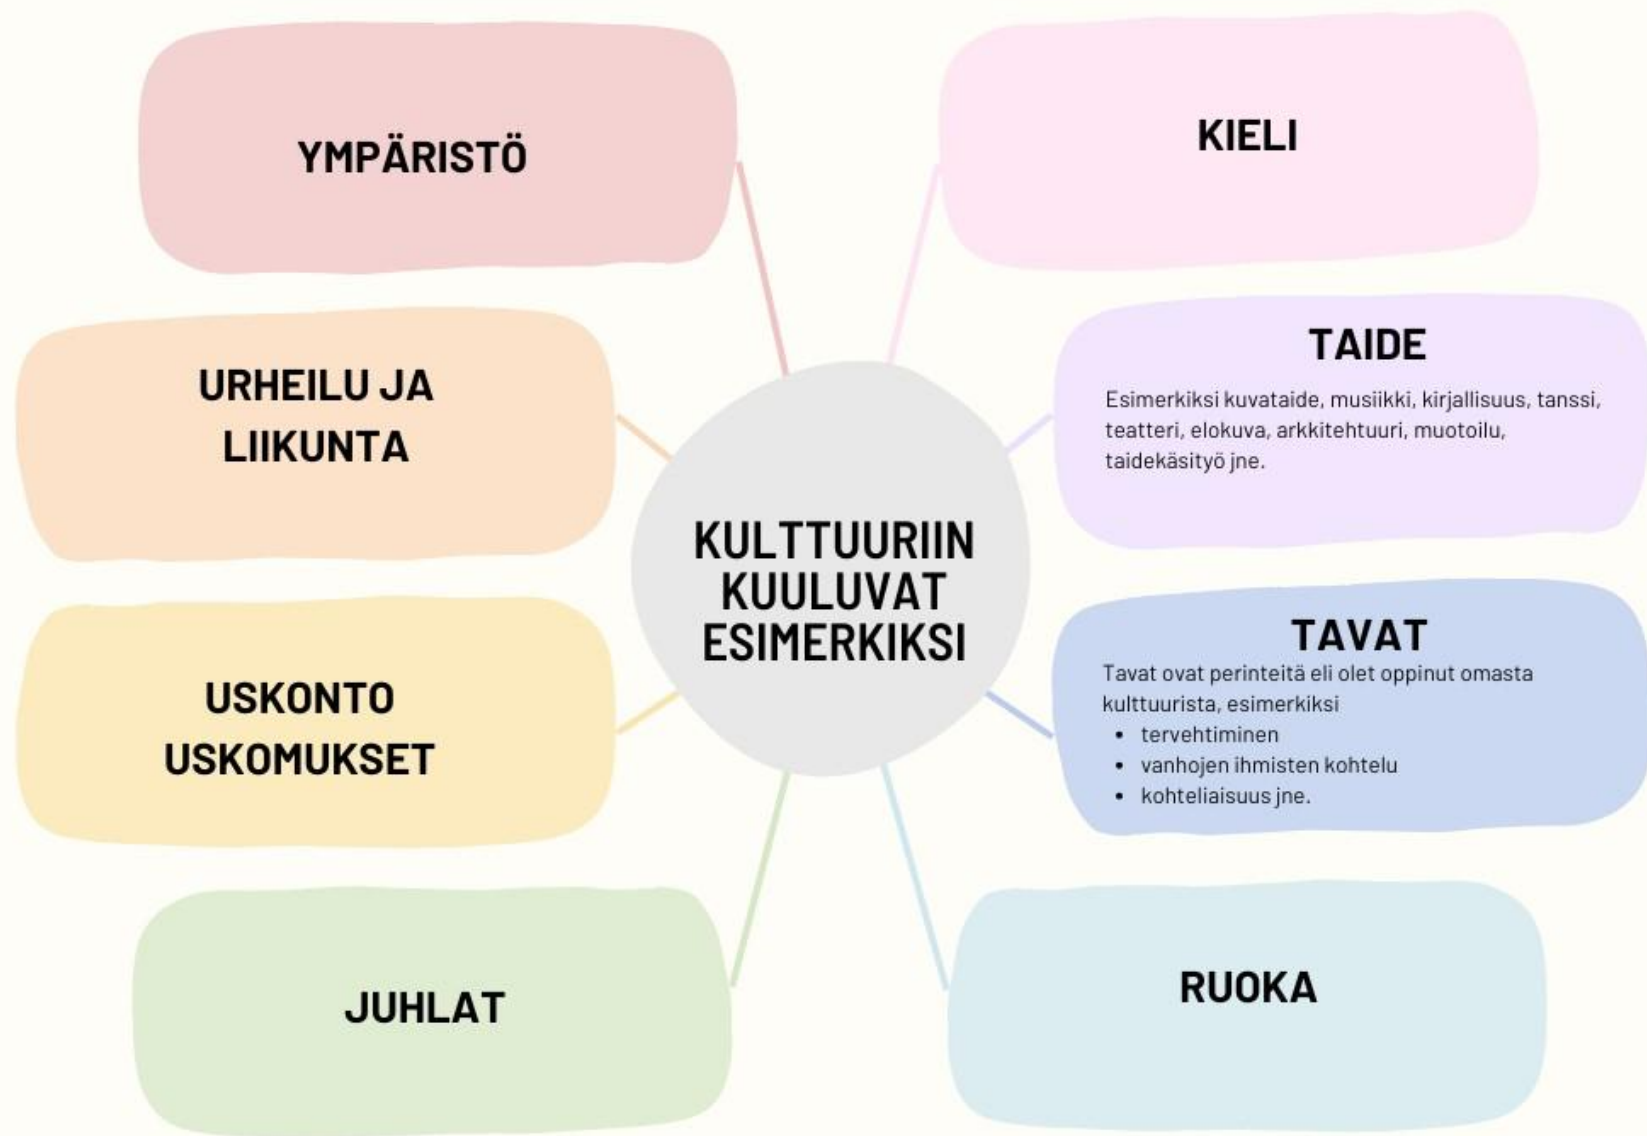 YMPÄRISTÖ
KIELI
URHEILU JA
LIIKUNTA
TAIDE
Esimerkiksi kuvataide, musiikki, kirjallisuus, tanssi,
teatteri, elokuva, arkkitehtuuri, muotoilu,
taidekäsityö jne.
KULTTUURIIN
KUULUVAT
ESIMERKIKSI
USKONTO
USKOMUKSET
TAVAT
Tavat ovat perinteitä eli olet oppinut omasta
kulttuurista, esimerkiksi
• tervehtiminen
• vanhojen ihmisten kohtelu
• kohteliaisuus jne.
JUHLAT
RUOKA